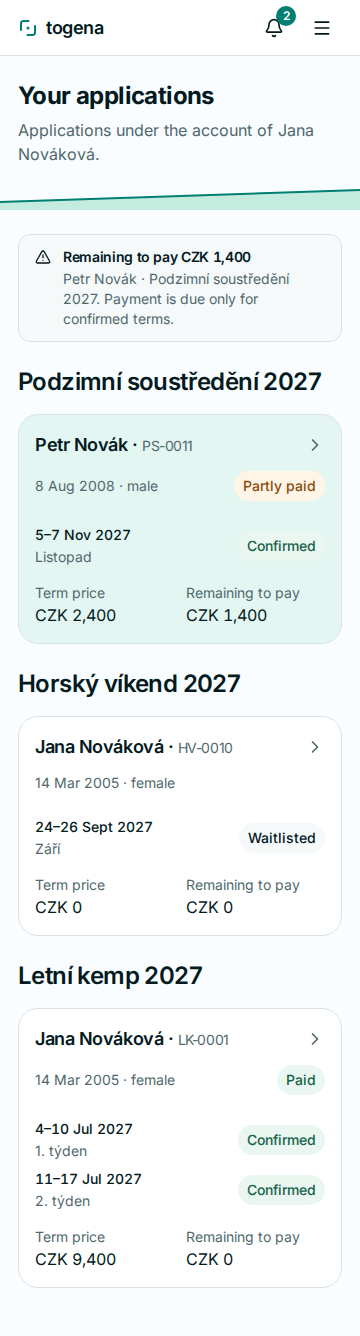 togena
2
Your applications
Applications under the account of Jana
Nováková.
Remaining to pay CZK 1,400
Petr Novák · Podzimní soustředění
2027. Payment is due only for
confirmed terms.
Podzimní soustředění 2027
Petr Novák · PS-0011
8 Aug 2008 · male
Partly paid
5–7 Nov 2027
Listopad
Confirmed
Term price
Remaining to pay
CZK 2,400
CZK 1,400
Horský víkend 2027
Jana Nováková · HV-0010
14 Mar 2005 · female
24–26 Sept 2027
Září
Waitlisted
Term price
Remaining to pay
CZK 0
CZK 0
Letní kemp 2027
Jana Nováková · LK-0001
14 Mar 2005 · female
Paid
4–10 Jul 2027
1. týden
Confirmed
11–17 Jul 2027
2. týden
Confirmed
Term price
Remaining to pay
CZK 9,400
CZK 0